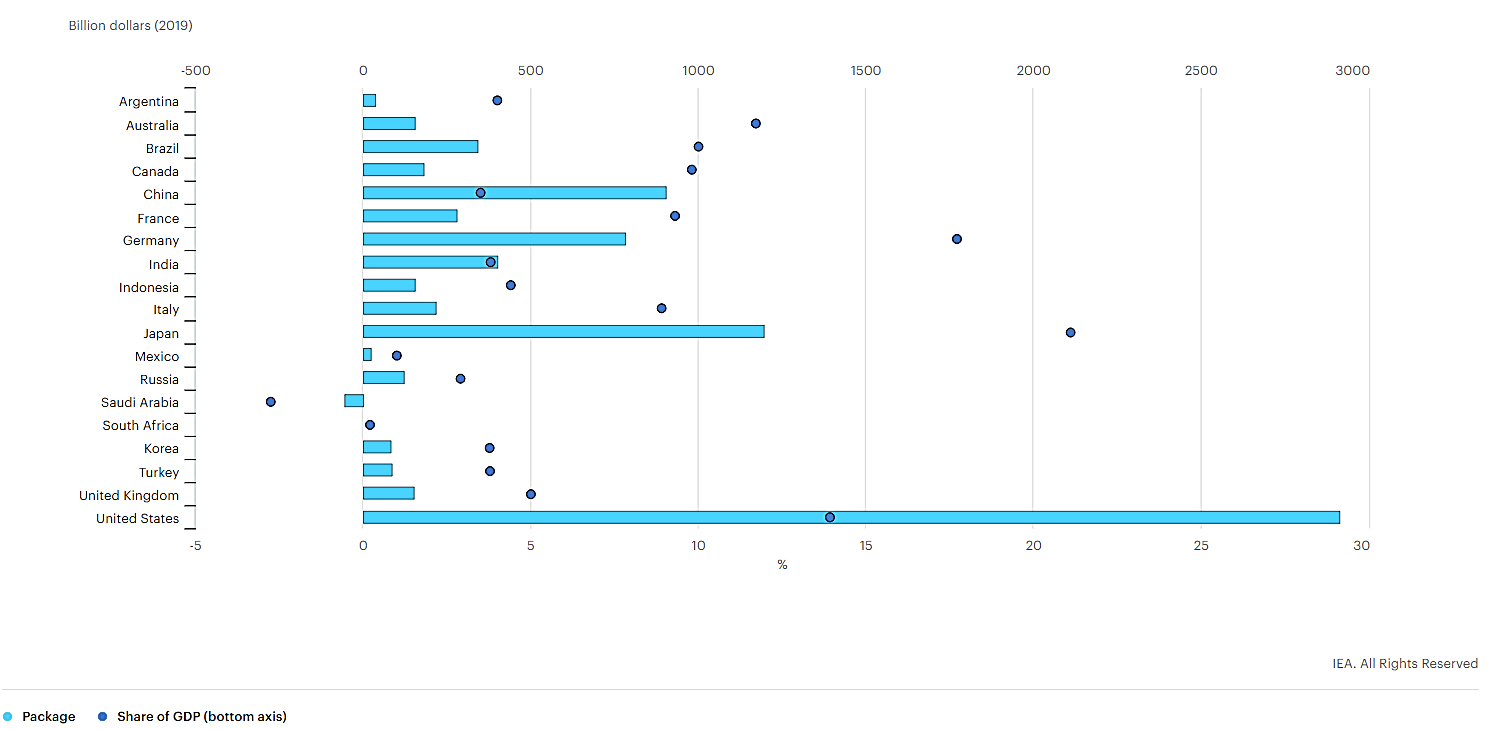 Billion dollars (2019)
-500 0 500 1000 1500 2000 2500 3000
Argentina
Australia
Brazil
Canada
China
France
Germany
India
Indonesia
Italy
Japan
Mexico
Russia
Saudi Arabia
South Africa
Korea
Turkey
United Kingdom
United States
-5 0 5 10 15 20 25 30
%
IEA. All Rights Reserved
Package Share of GDP (bottom axis)